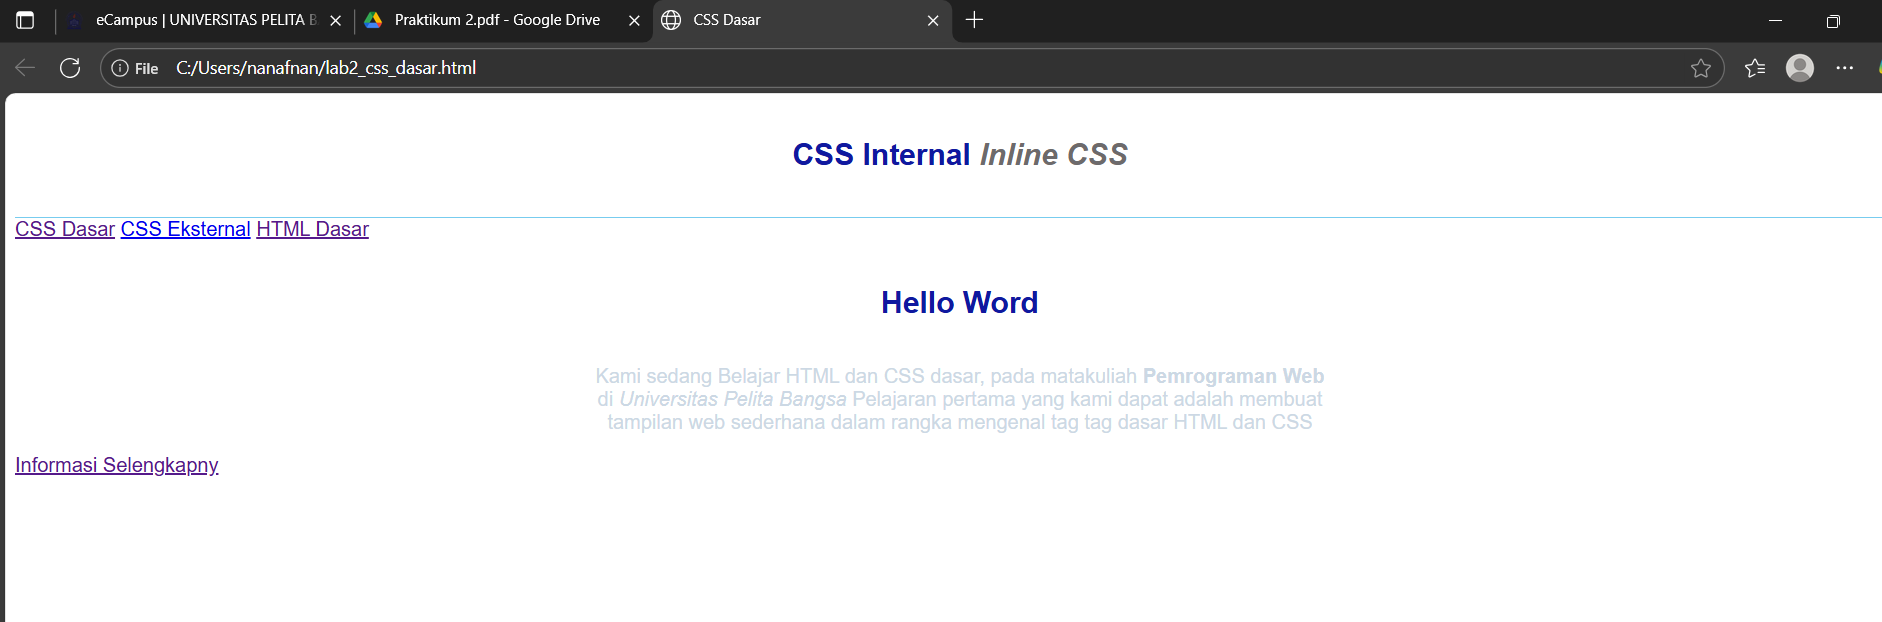 eCampus | UNIVERSITAS PELITA B
Praktikum 2.pdf - Google Drive
CSS Dasar
File
C:/Users/nanafnan/lab2_css_dasar.html
CSS Internal Inline CSS
CSS Dasar CSS Eksternal HTML Dasar
Hello Word
Kami sedang Belajar HTML dan CSS dasar, pada matakuliah Pemrograman Web
di Universitas Pelita Bangsa Pelajaran pertama yang kami dapat adalah membuat
tampilan web sederhana dalam rangka mengenal tag tag dasar HTML dan CSS
Informasi Selengkapny